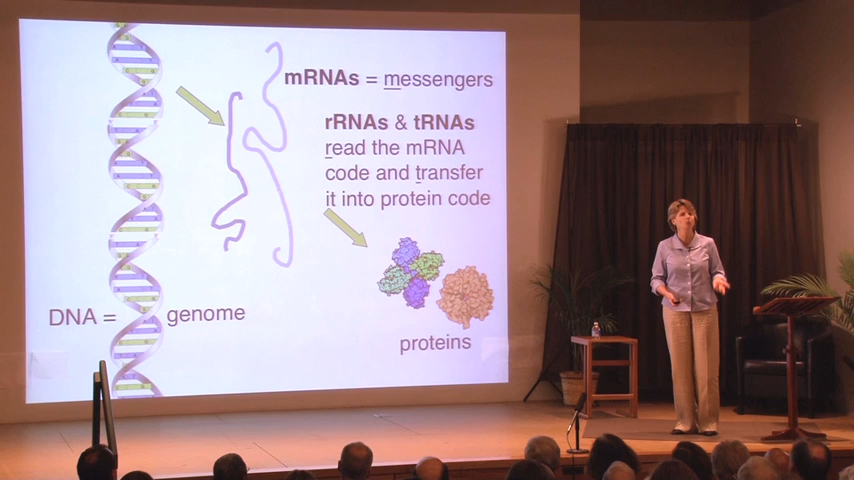 mRNAs = messengers
rRNAs & tRNAs
read the mRNA
code and transfer
it into protein code
DNA = genome
proteins